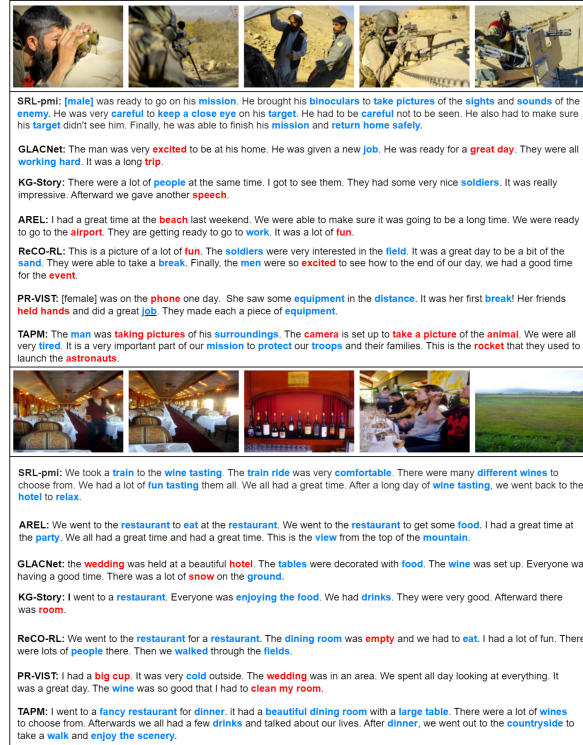 SRL-pmi: [male] was ready to go on his mission. He brought his binoculars to take pictures of the sights and sounds of the
enemy. He was very careful to keep a close eye on his target. He had to be careful not to be seen. He also had to make sure
his target didn't see him. Finally, he was able to finish his mission and return home safely.
GLACNet: The man was very excited to be at his home. He was given a new job. He was ready for a great day. They were all
working hard. It was a long trip.
KG-Story: There were a lot of people at the same time. I got to see them. They had some very nice soldiers. It was really
impressive. Afterward we gave another speech.
AREL: I had a great time at the beach last weekend. We were able to make sure it was going to be a long time. We were ready
to go to the airport. They are getting ready to go to work. It was a lot of fun.
ReCO-RL: This is a picture of a lot of fun. The soldiers were very interested in the field. It was a great day to be a bit of the
sand. They were able to take a break. Finally, the men were so excited to see how to the end of our day, we had a good time
for the event.
PR-VIST: [female] was on the phone one day. She saw some equipment in the distance. It was her first break! Her friends
held hands and did a great job. They made each a piece of equipment.
TAPM: The man was taking pictures of his surroundings. The camera is set up to take a picture of the animal. We were all
very tired. It is a very important part of our mission to protect our troops and their families. This is the rocket that they used to
launch the astronauts.
SRL-pmi: We took a train to the wine tasting. The train ride was very comfortable. There were many different wines to
choose from. We had a lot of fun tasting them all. We all had a great time. After a long day of wine tasting, we went back to the
hotel to relax.
AREL: We went to the restaurant to eat at the restaurant. We went to the restaurant to get some food. I had a great time at
the party. We all had a great time and had a great time. This is the view from the top of the mountain.
GLACNet: the wedding was held at a beautiful hotel. The tables were decorated with food. The wine was set up. Everyone wa
having a good time. There was a lot of snow on the ground.
KG-Story: I went to a restaurant. Everyone was enjoying the food. We had drinks. They were very good. Afterward there
was room.
ReCO-RL: We went to the restaurant for a restaurant. The dining room was empty and we had to eat. I had a lot of fun. There
were lots of people there. Then we walked through the fields.
PR-VIST: I had a big cup. It was very cold outside. The wedding was in an area. We spent all day looking at everything. It
was a great day. The wine was so good that I had to clean my room.
TAPM: I went to a fancy restaurant for dinner. it had a beautiful dining room with a large table. There were a lot of wines
to choose from. Afterwards we all had a few drinks and talked about our lives. After dinner, we went out to the countryside to
take a walk and enjoy the scenery.